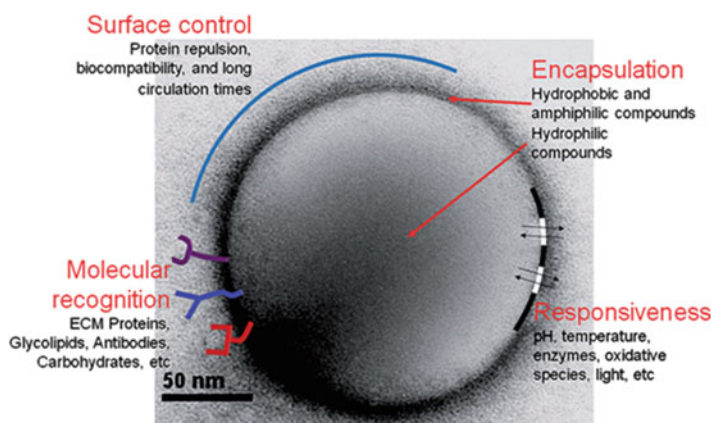 Surface control
Protein repulsion,
biocompatibility, and long
circulation times
Encapsulation
Hydrophobic and
amphiphilic compounds
Hydrophilic
compounds
Molecular
recognition
ECM Proteins,
Glycolipids, Antibodies,
Carbohydrates, etc
Responsiveness
pH, temperature,
enzymes, oxidative
species, light, etc
50 nm